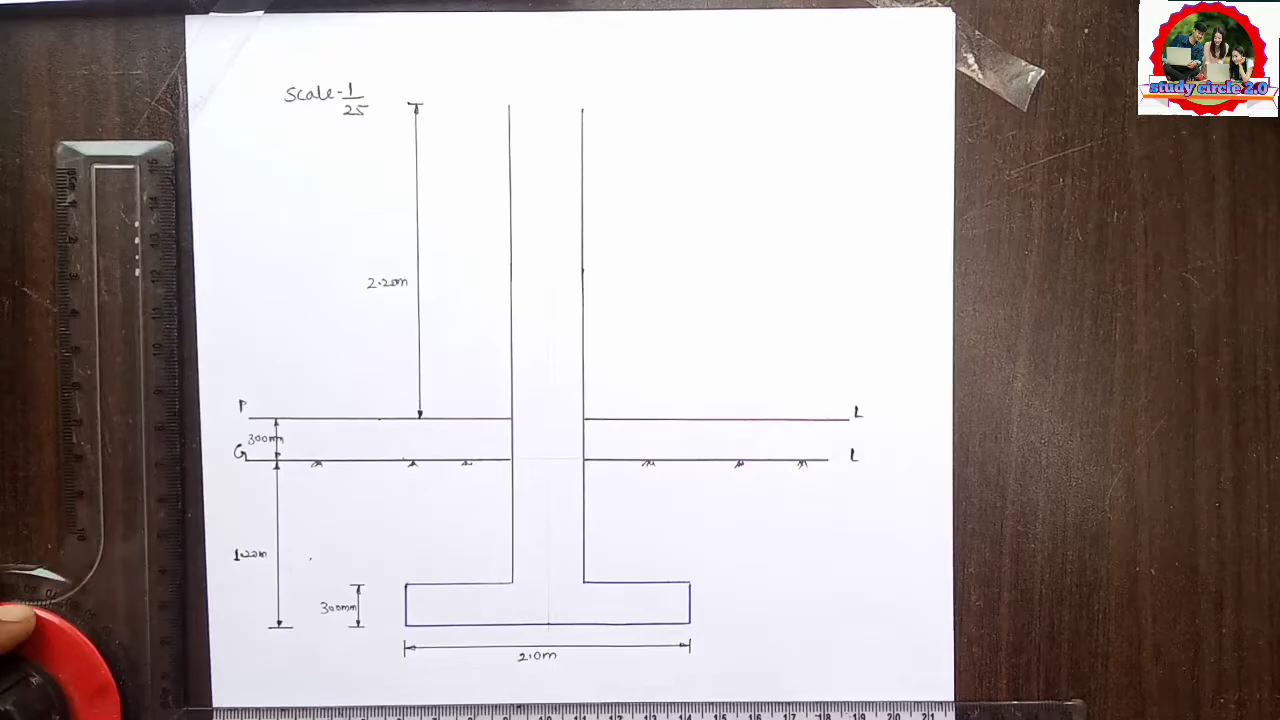 study circle 2.0
Scale - 1/25
2.20m
P L
300mm
G L
1.20m
300mm
2.0m